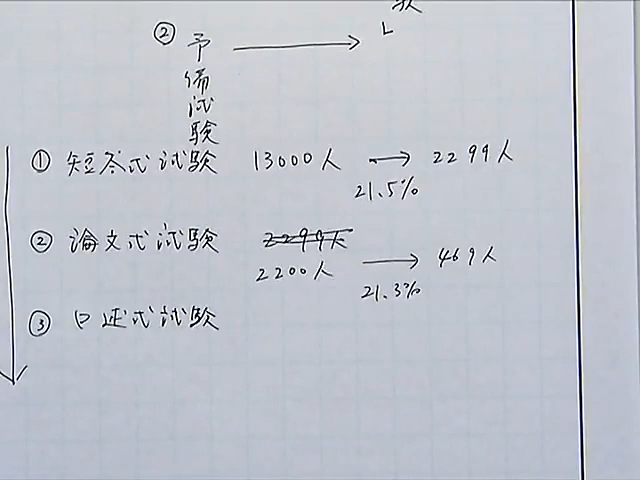 ② 予備試験
① 短答式試験 13000人 → 2299人
21.5%
② 論文式試験 2299人
2200人 → 469人
21.3%
③ 口述式試験